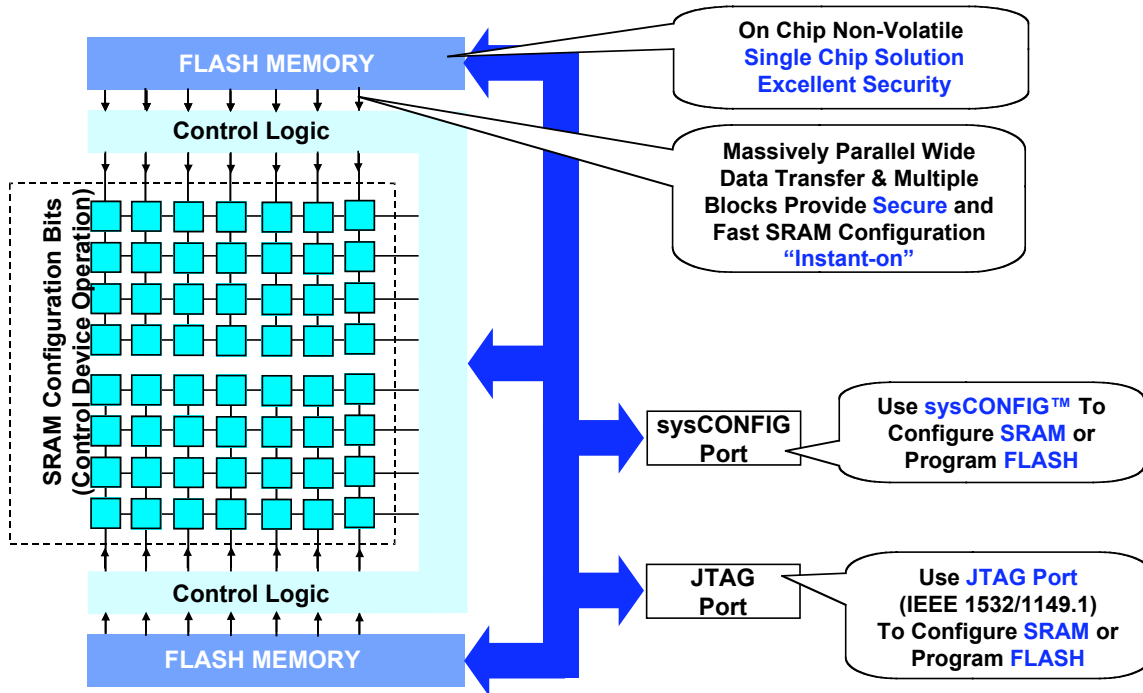 FLASH MEMORY
On Chip Non-Volatile
Single Chip Solution
Excellent Security
Control Logic
Massively Parallel Wide
Data Transfer & Multiple
Blocks Provide Secure and
Fast SRAM Configuration
“Instant-on”
SRAM Configuration Bits
(Control Device Operation)
sysCONFIG
Port
Use sysCONFIG™ To
Configure SRAM or
Program FLASH
JTAG
Port
Use JTAG Port
(IEEE 1532/1149.1)
To Configure SRAM or
Program FLASH
Control Logic
FLASH MEMORY